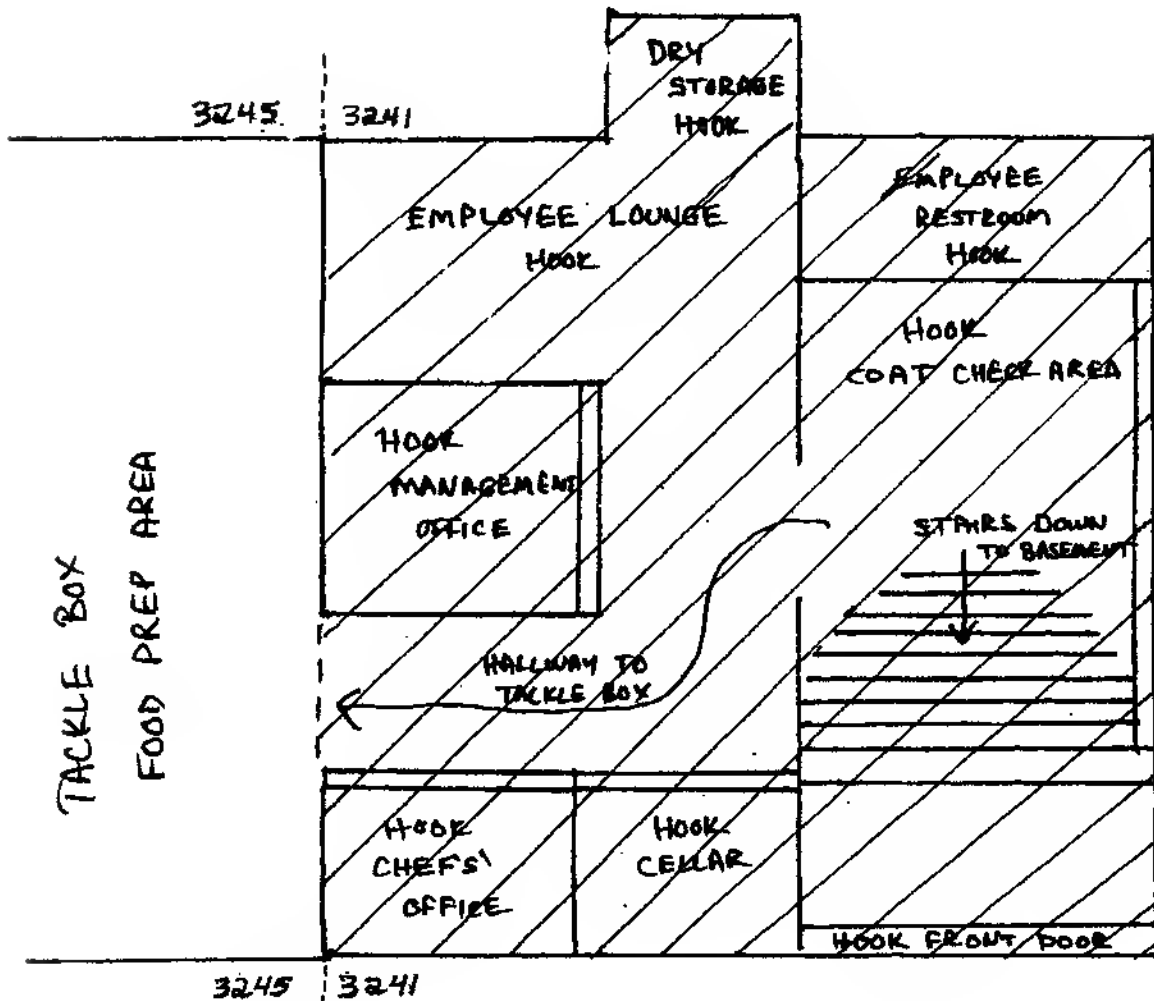 DRY
STORAGE
HOOK
3245 3241
EMPLOYEE LOUNGE
HOOK
EMPLOYEE
RESTROOM
HOOK
HOOK
COAT CHECK AREA
HOOK
MANAGEMENT
OFFICE
STAIRS DOWN
TO BASEMENT
TACKLE BOX
FOOD PREP AREA
HALLWAY TO
TACKLE BOX
HOOK
CHEFS'
OFFICE
HOOK
CELLAR
HOOK FRONT DOOR
3245 3241